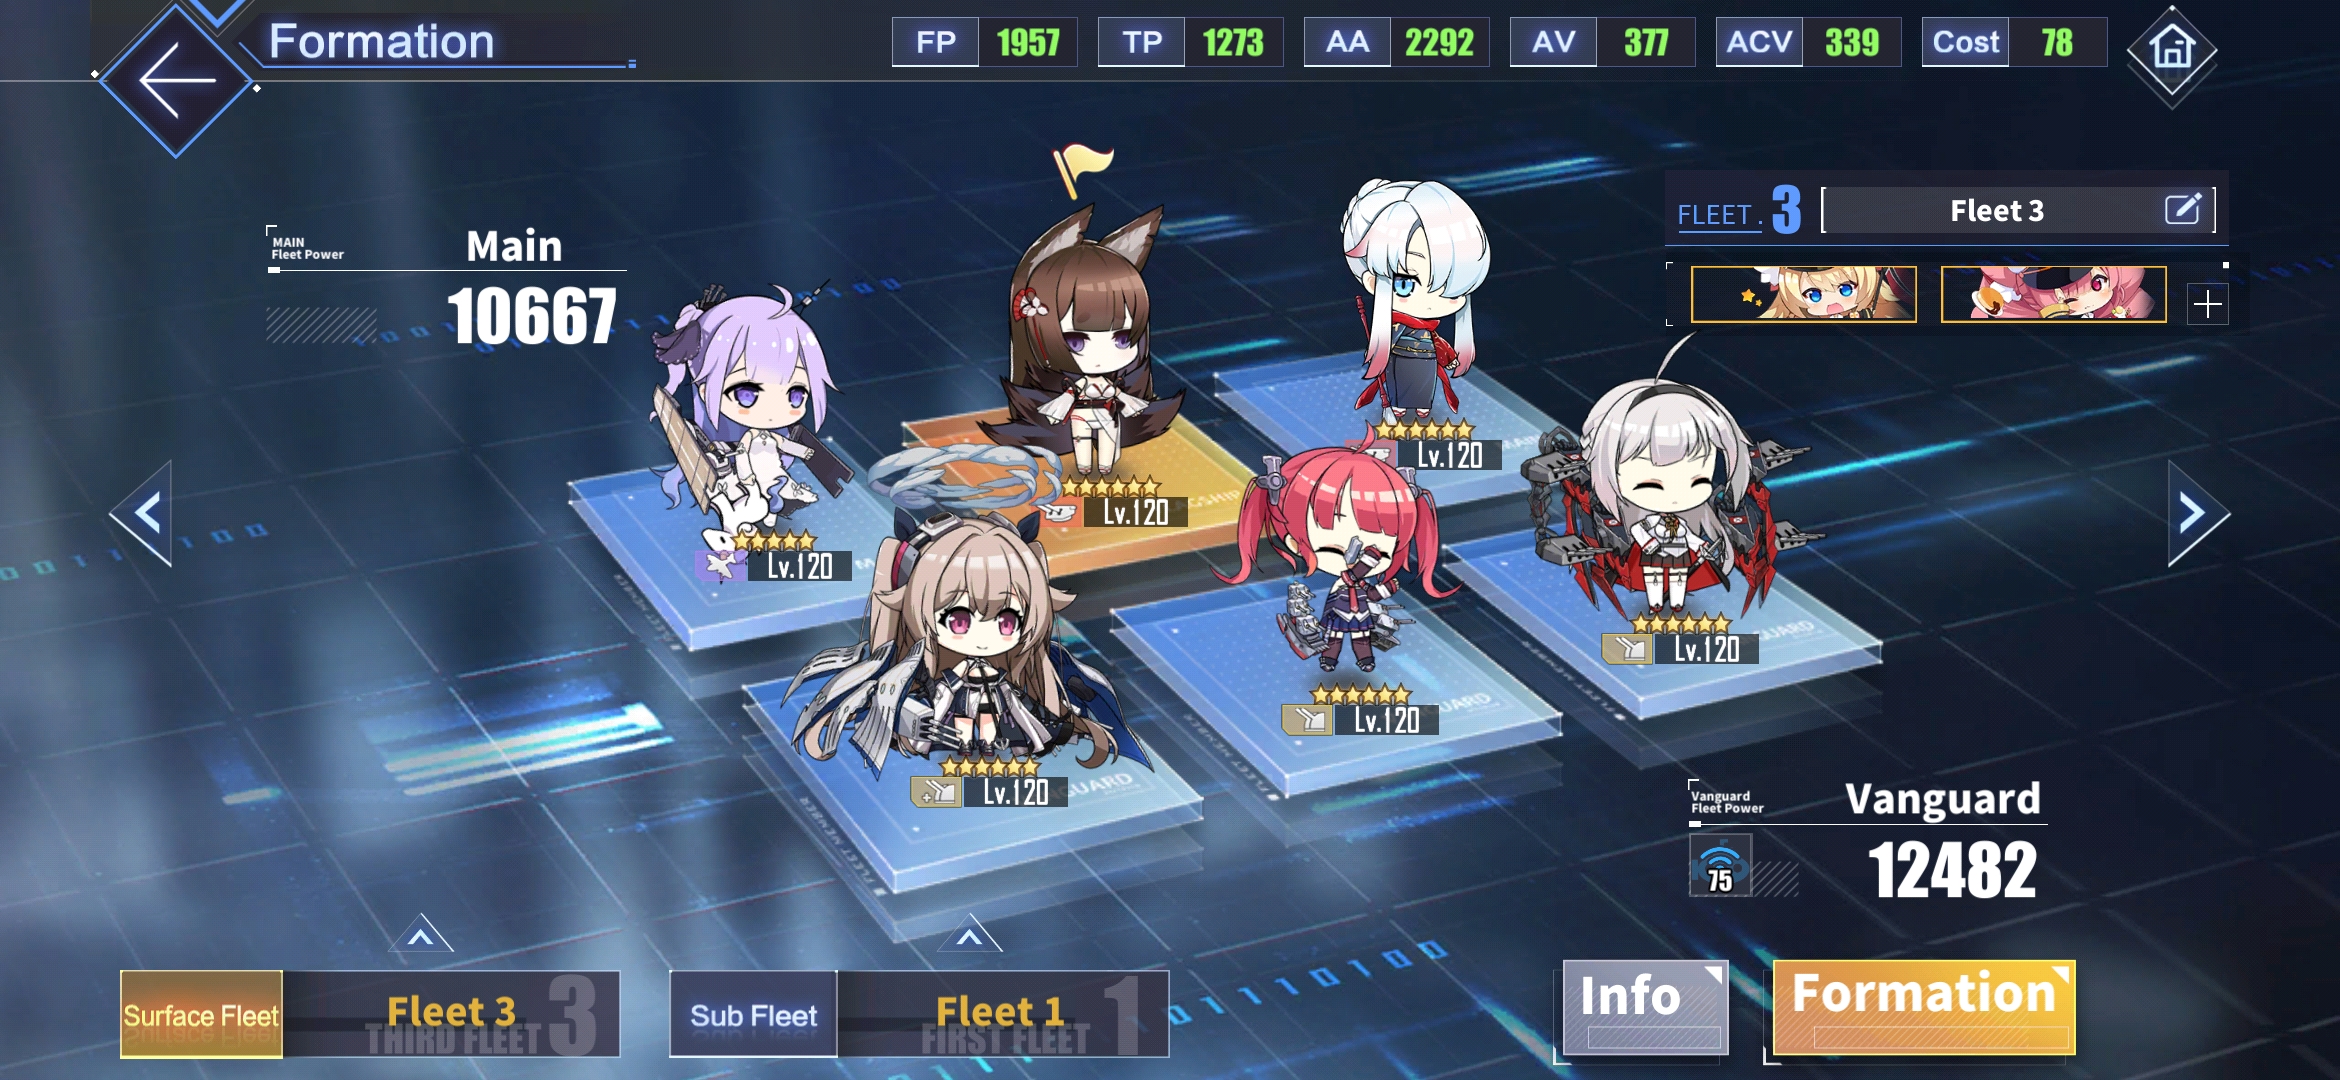 Formation
FP 1957
TP 1273
AA 2292
AV 377
ACV 339
Cost 78
FLEET. 3
Fleet 3
MAIN
Fleet Power
Main
10667
Lv.120
Lv.120
Lv.120
Lv.120
Lv.120
Lv.120
Vanguard
Fleet Power
Vanguard
75
12482
Surface Fleet
Fleet 3
THIRD FLEET 3
Sub Fleet
Fleet 1
FIRST FLEET 1
Info
Formation